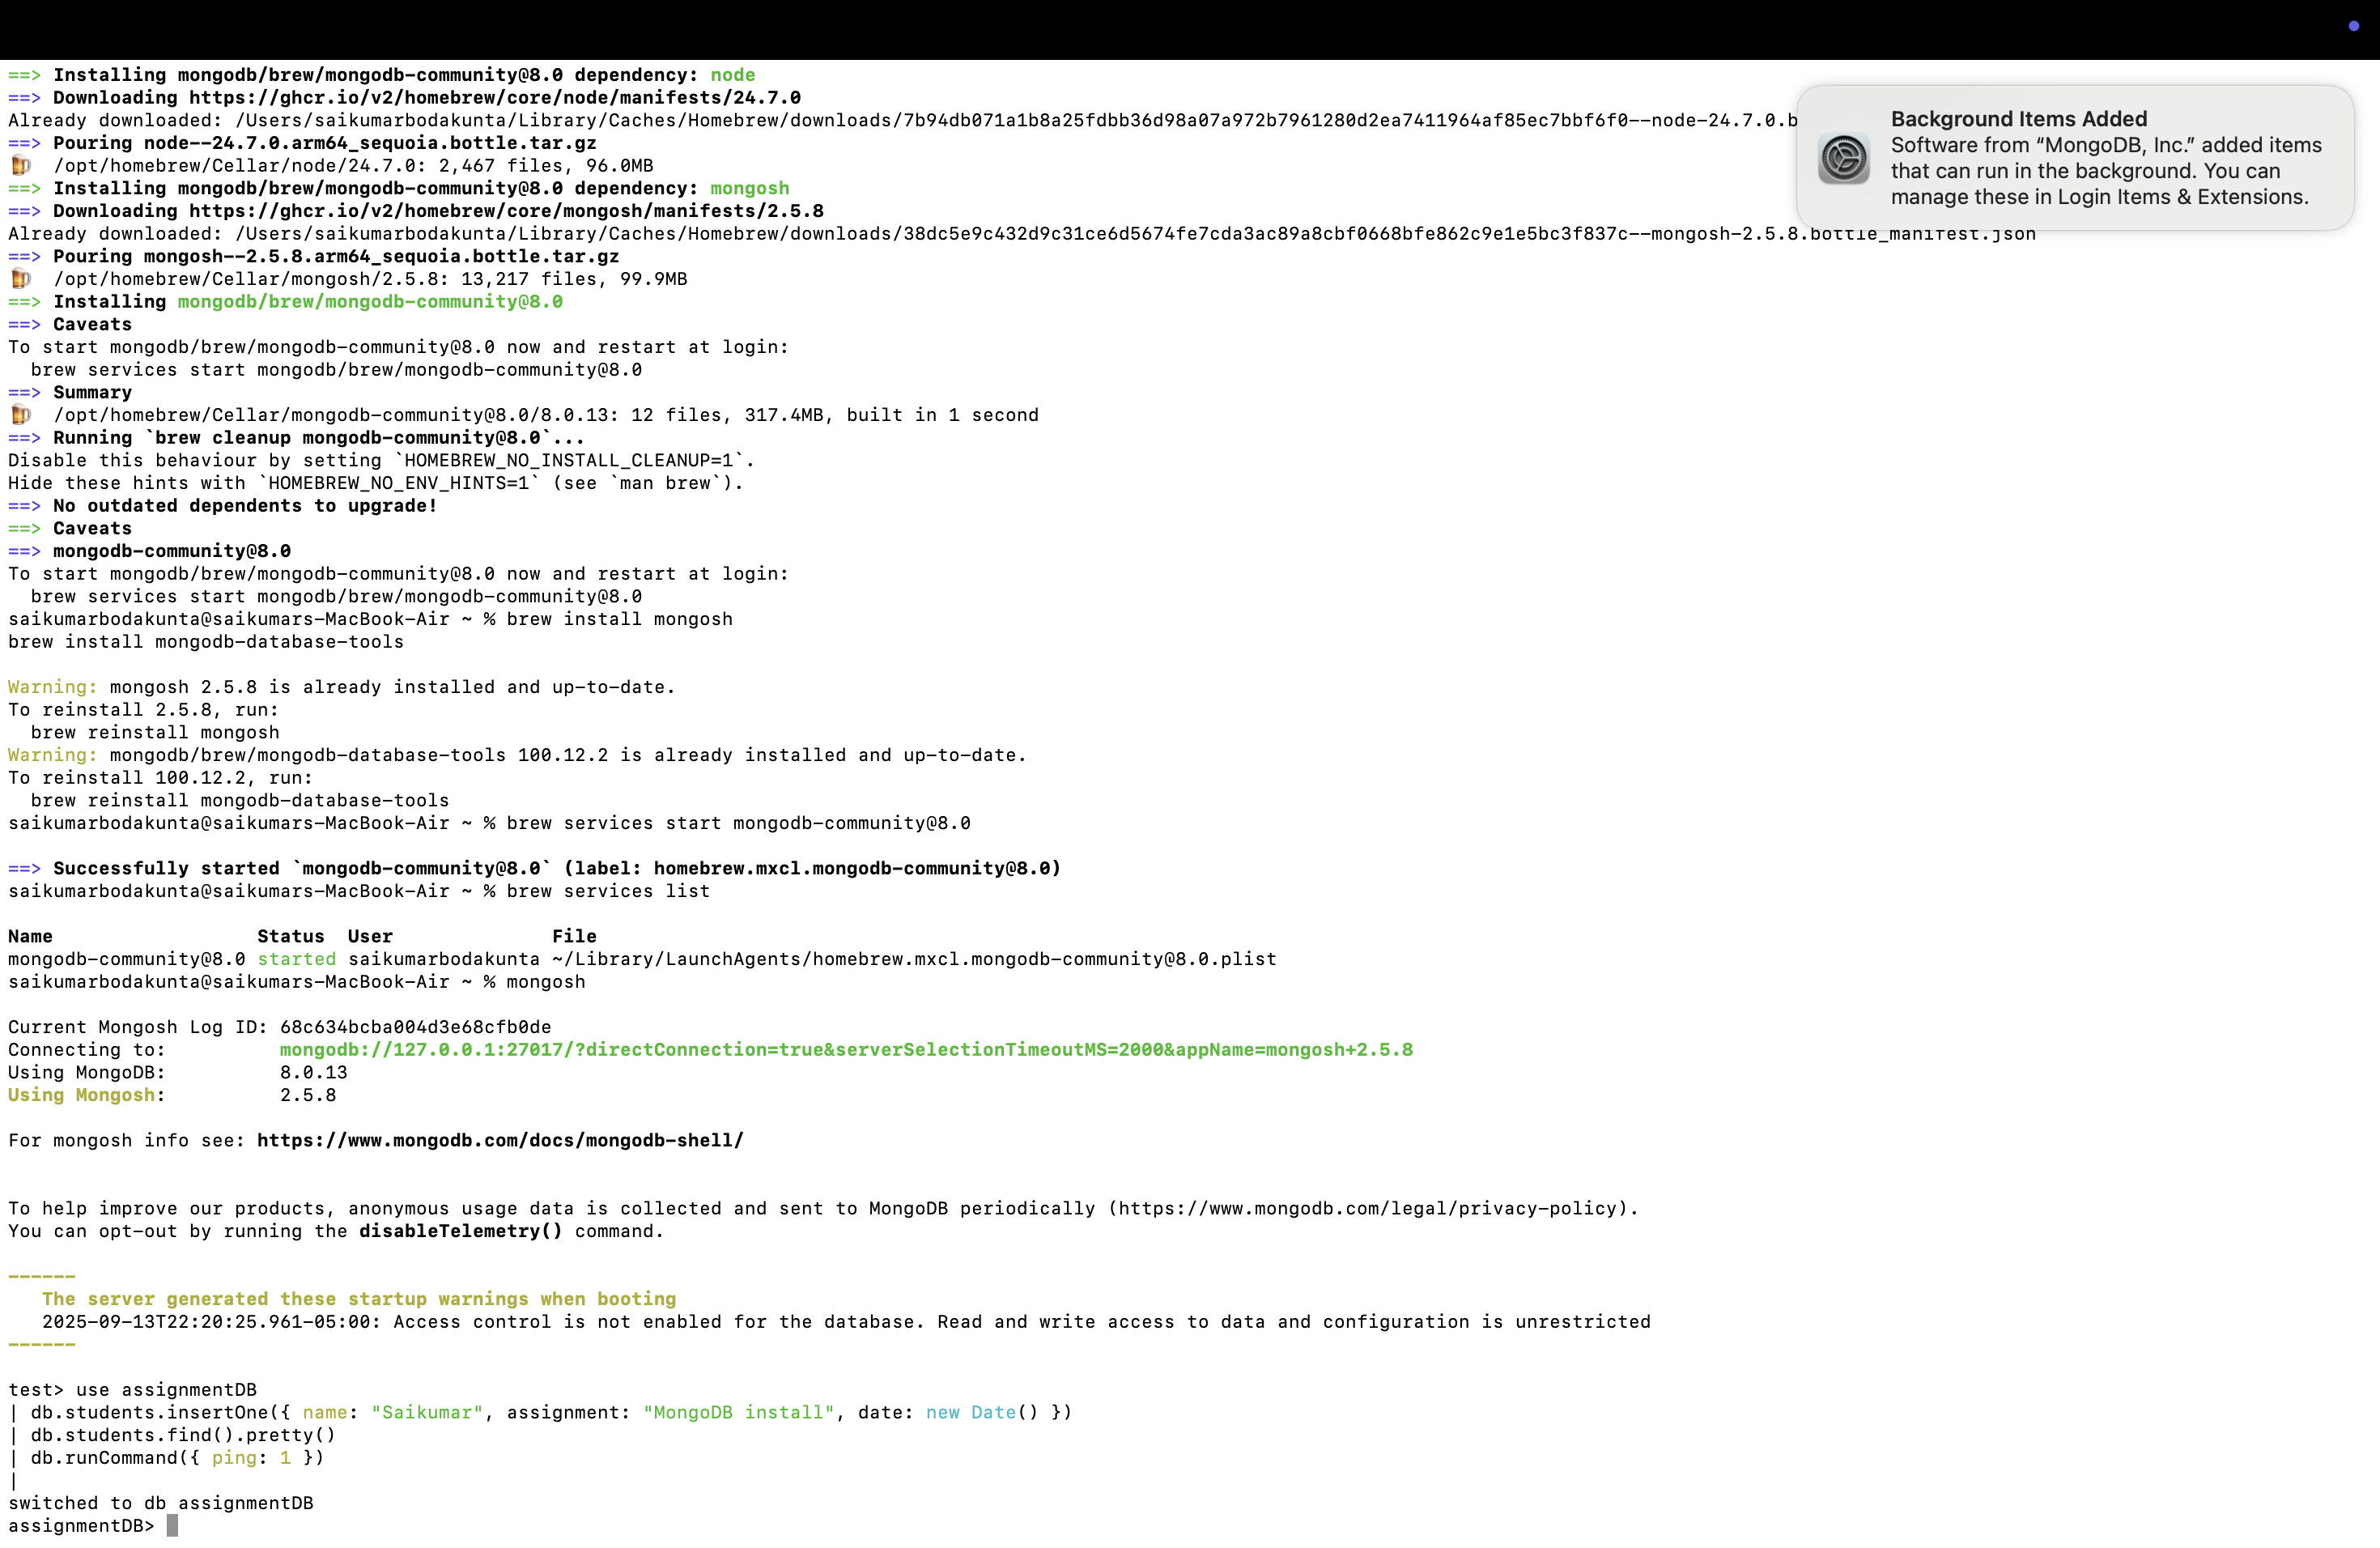 ==> Installing mongodb/brew/mongodb-community@8.0 dependency: node
==> Downloading https://ghcr.io/v2/homebrew/core/node/manifests/24.7.0
Already downloaded: /Users/saikumarbodakunta/Library/Caches/Homebrew/downloads/7b94db071a1b8a25fdbb36d98a07a972b7961280d2ea7411964af85ec7bbf6f0--node-24.7.0.b
==> Pouring node--24.7.0.arm64_sequoia.bottle.tar.gz
🍺  /opt/homebrew/Cellar/node/24.7.0: 2,467 files, 96.0MB
==> Installing mongodb/brew/mongodb-community@8.0 dependency: mongosh
==> Downloading https://ghcr.io/v2/homebrew/core/mongosh/manifests/2.5.8
Already downloaded: /Users/saikumarbodakunta/Library/Caches/Homebrew/downloads/38dc5e9c432d9c31ce6d5674fe7cda3ac89a8cbf0668bfe862c9e1e5bc3f837c--mongosh-2.5.8.bottle_manifest.json
==> Pouring mongosh--2.5.8.arm64_sequoia.bottle.tar.gz
🍺  /opt/homebrew/Cellar/mongosh/2.5.8: 13,217 files, 99.9MB
==> Installing mongodb/brew/mongodb-community@8.0
==> Caveats
To start mongodb/brew/mongodb-community@8.0 now and restart at login:
  brew services start mongodb/brew/mongodb-community@8.0
==> Summary
🍺  /opt/homebrew/Cellar/mongodb-community@8.0/8.0.13: 12 files, 317.4MB, built in 1 second
==> Running `brew cleanup mongodb-community@8.0`...
Disable this behaviour by setting `HOMEBREW_NO_INSTALL_CLEANUP=1`.
Hide these hints with `HOMEBREW_NO_ENV_HINTS=1` (see `man brew`).
==> No outdated dependents to upgrade!
==> Caveats
==> mongodb-community@8.0
To start mongodb/brew/mongodb-community@8.0 now and restart at login:
  brew services start mongodb/brew/mongodb-community@8.0
saikumarbodakunta@saikumars-MacBook-Air ~ % brew install mongosh
brew install mongodb-database-tools
Warning: mongosh 2.5.8 is already installed and up-to-date.
To reinstall 2.5.8, run:
  brew reinstall mongosh
Warning: mongodb/brew/mongodb-database-tools 100.12.2 is already installed and up-to-date.
To reinstall 100.12.2, run:
  brew reinstall mongodb-database-tools
saikumarbodakunta@saikumars-MacBook-Air ~ % brew services start mongodb-community@8.0
==> Successfully started `mongodb-community@8.0` (label: homebrew.mxcl.mongodb-community@8.0)
saikumarbodakunta@saikumars-MacBook-Air ~ % brew services list
Name                  Status  User              File
mongodb-community@8.0 started saikumarbodakunta ~/Library/LaunchAgents/homebrew.mxcl.mongodb-community@8.0.plist
saikumarbodakunta@saikumars-MacBook-Air ~ % mongosh
Current Mongosh Log ID: 68c634bcba004d3e68cfb0de
Connecting to:          mongodb://127.0.0.1:27017/?directConnection=true&serverSelectionTimeoutMS=2000&appName=mongosh+2.5.8
Using MongoDB:          8.0.13
Using Mongosh:          2.5.8
For mongosh info see: https://www.mongodb.com/docs/mongodb-shell/
To help improve our products, anonymous usage data is collected and sent to MongoDB periodically (https://www.mongodb.com/legal/privacy-policy).
You can opt-out by running the disableTelemetry() command.
------
   The server generated these startup warnings when booting
   2025-09-13T22:20:25.961-05:00: Access control is not enabled for the database. Read and write access to data and configuration is unrestricted
------
test> use assignmentDB
| db.students.insertOne({ name: "Saikumar", assignment: "MongoDB install", date: new Date() })
| db.students.find().pretty()
| db.runCommand({ ping: 1 })
|
switched to db assignmentDB
assignmentDB>
Background Items Added
Software from “MongoDB, Inc.” added items
that can run in the background. You can
manage these in Login Items & Extensions.